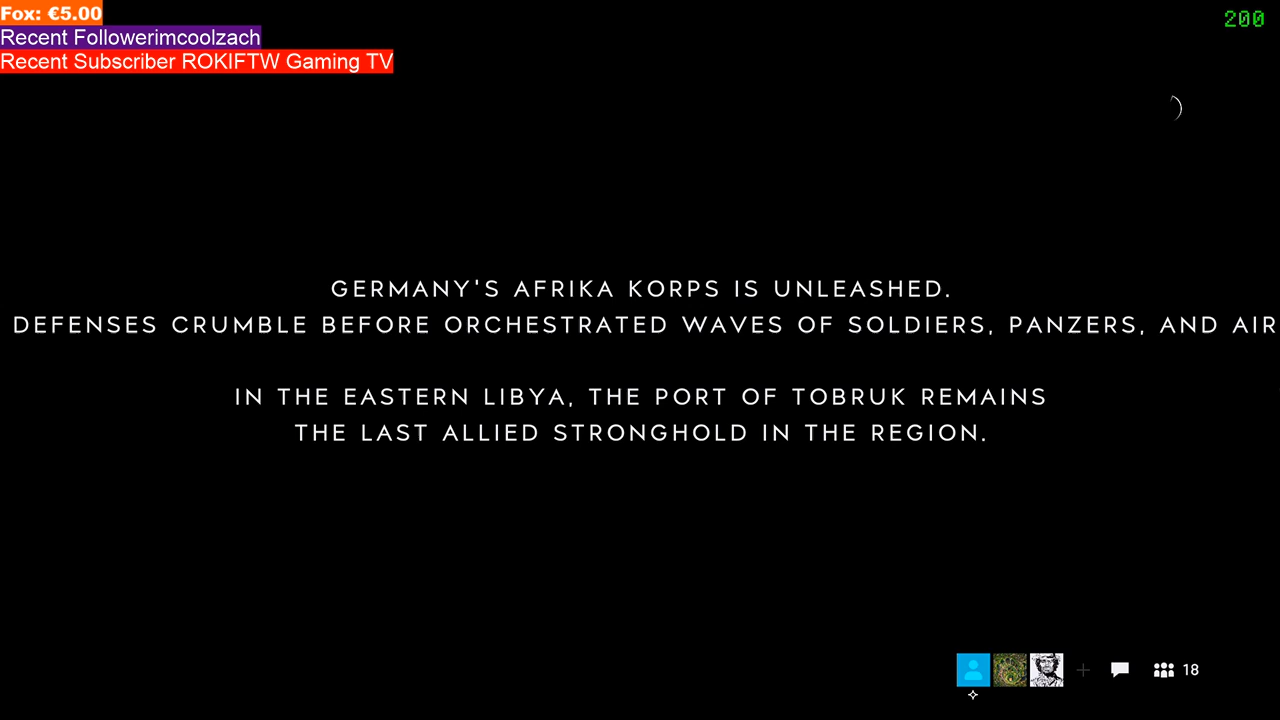 Fox: €5.00
Recent Followerimcoolzach
Recent Subscriber ROKIFTW Gaming TV
200
GERMANY'S AFRIKA KORPS IS UNLEASHED.
DEFENSES CRUMBLE BEFORE ORCHESTRATED WAVES OF SOLDIERS, PANZERS, AND AIR
IN THE EASTERN LIBYA, THE PORT OF TOBRUK REMAINS
THE LAST ALLIED STRONGHOLD IN THE REGION.
18